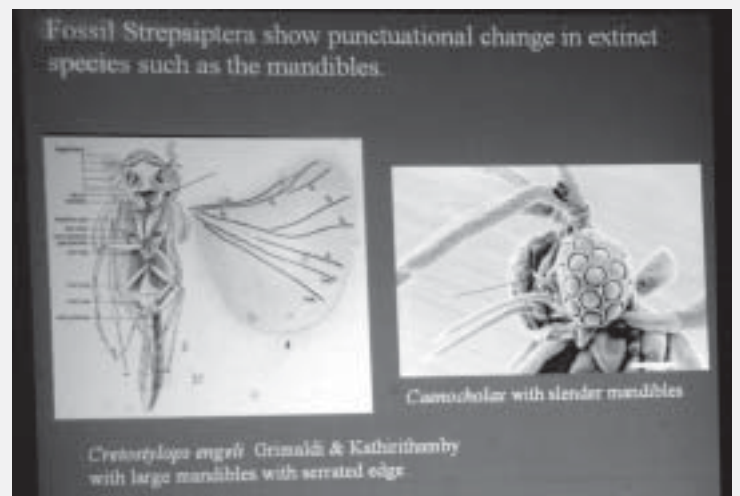 Fossil Strepsiptera show punctuational change in extinct
species such as the mandibles.
Caenocholax with slender mandibles
Cretostylops engeli Grimaldi & Kathirithamby
with large mandibles with serrated edge